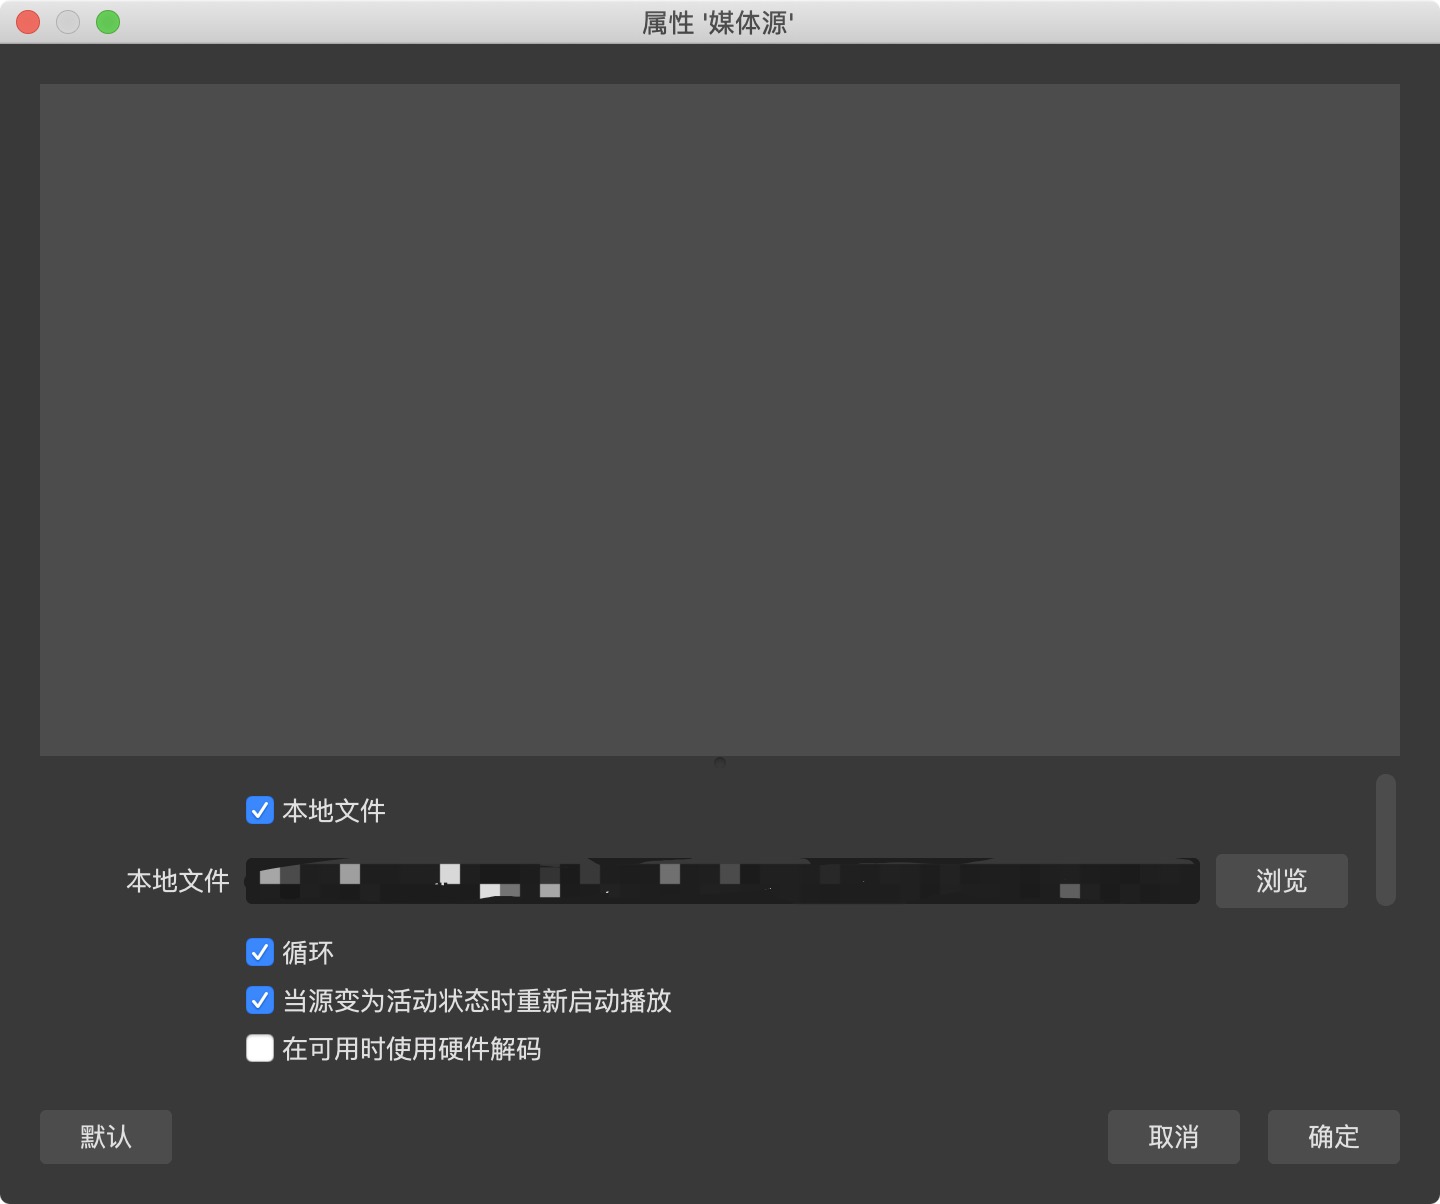 属性 '媒体源'
本地文件
本地文件
浏览
循环
当源变为活动状态时重新启动播放
在可用时使用硬件解码
默认
取消
确定